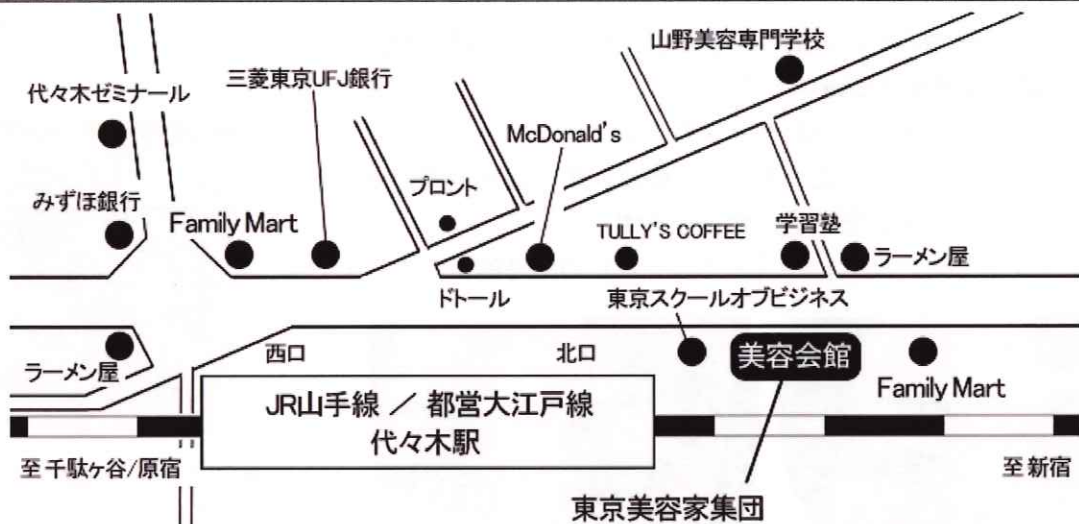 山野美容専門学校
三菱東京UFJ銀行
代々木ゼミナール
McDonald's
プロント
みずほ銀行
Family Mart
TULLY'S COFFEE
学習塾
ラーメン屋
ドトール
東京スクールオブビジネス
西口
北口
美容会館
ラーメン屋
Family Mart
JR山手線 / 都営大江戸線
代々木駅
至千駄ヶ谷/原宿
至新宿
東京美容家集団